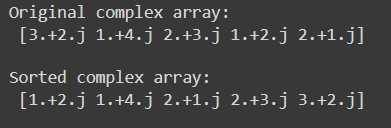 Original complex array:
[3.+2.j 1.+4.j 2.+3.j 1.+2.j 2.+1.j]
Sorted complex array:
[1.+2.j 1.+4.j 2.+1.j 2.+3.j 3.+2.j]